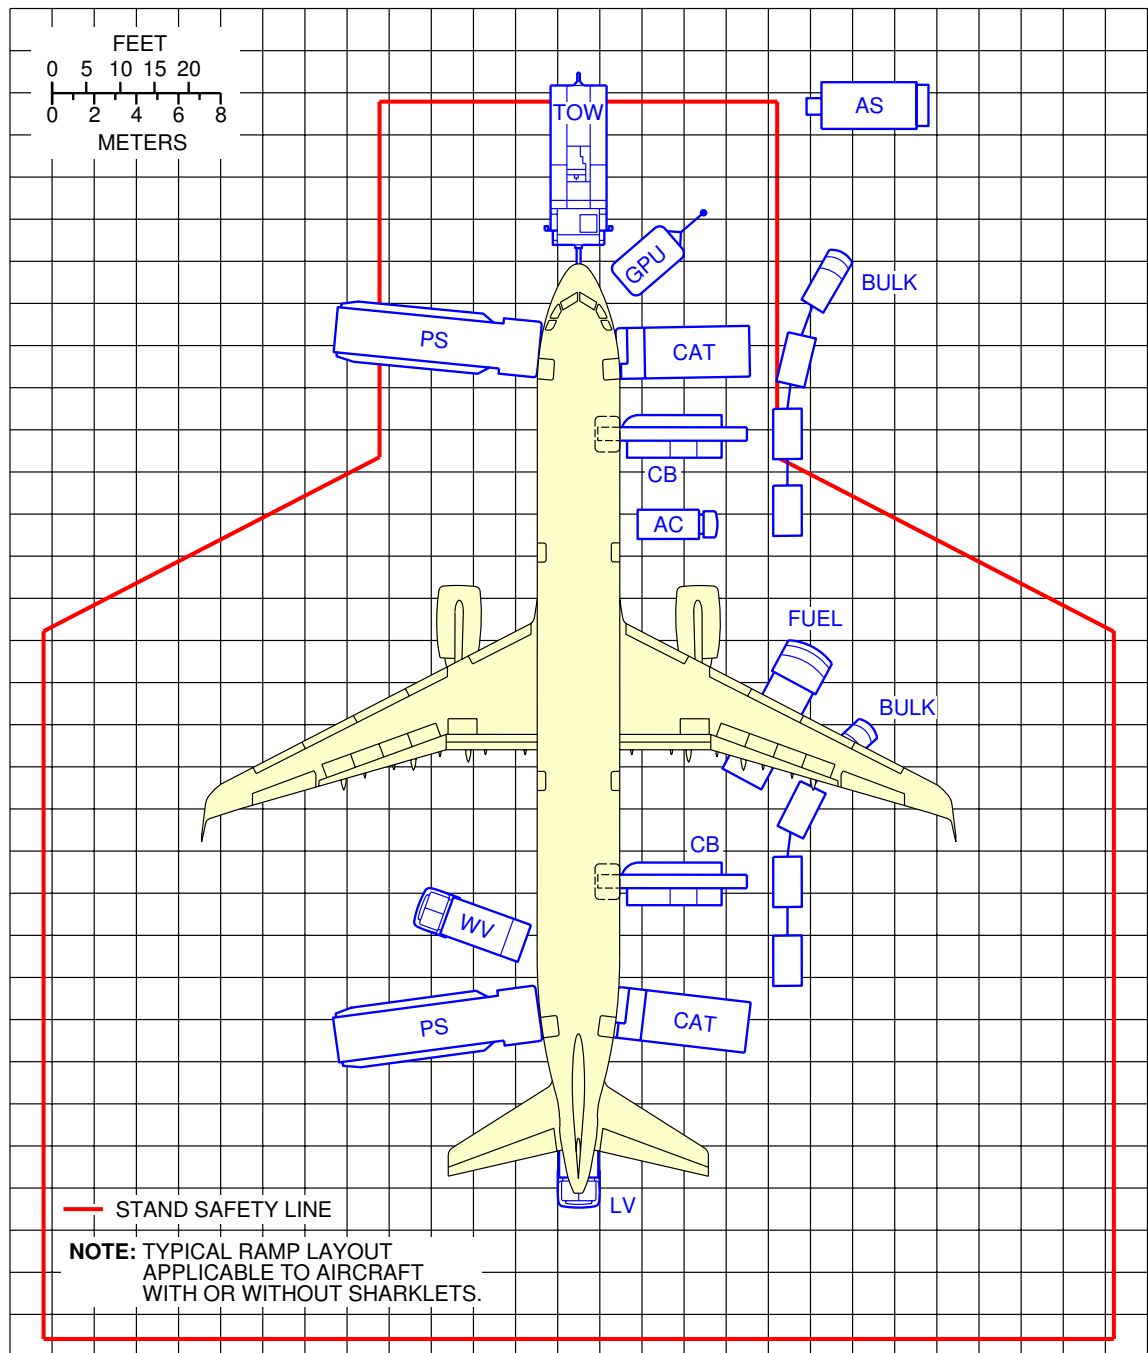 FEET
0 5 10 15 20
0 2 4 6 8
METERS
TOW
AS
GPU
BULK
PS
CAT
CB
AC
FUEL
BULK
CB
WV
PS
CAT
LV
STAND SAFETY LINE
NOTE: TYPICAL RAMP LAYOUT
APPLICABLE TO AIRCRAFT
WITH OR WITHOUT SHARKLETS.